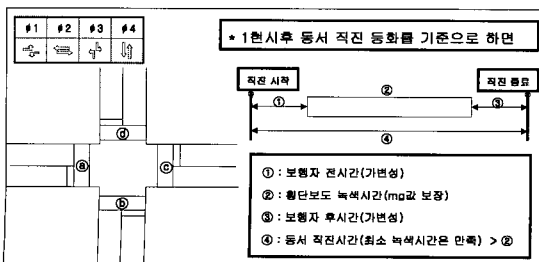 ø1 ø2 ø3 ø4
* 1현시후 동서 직진 등화를 기준으로 하면
직진 시작
직진 종료
①
②
③
④
ⓓ
ⓐ
ⓒ
ⓑ
① : 보행자 전시간(가변성)
② : 횡단보도 녹색시간(mg값 보장)
③ : 보행자 후시간(가변성)
④ : 동서 직진시간(최소 녹색시간은 만족) > ②